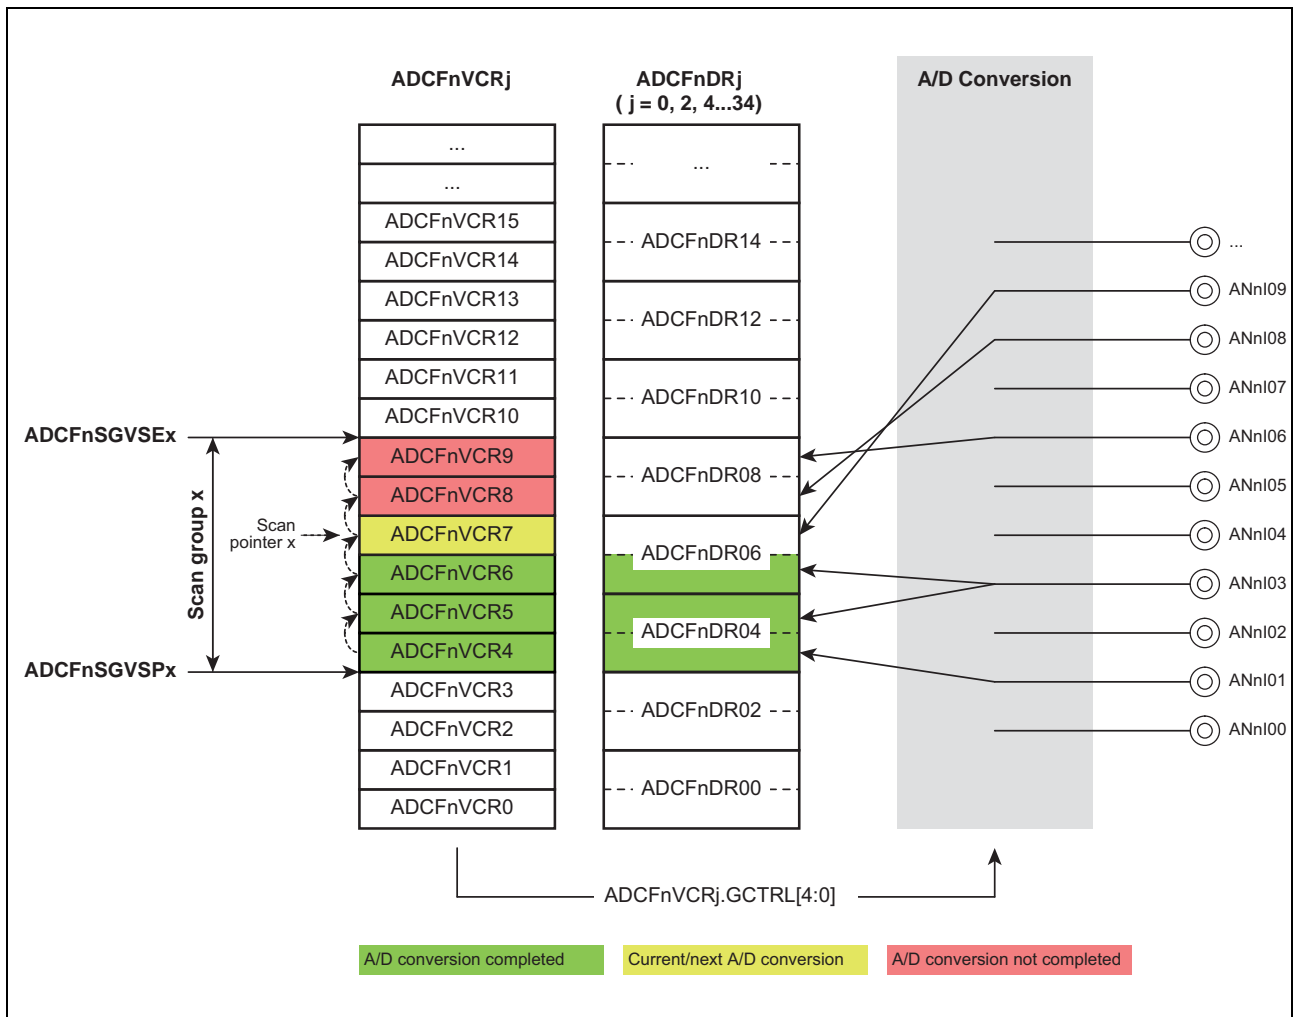 ADCFnVCRj
ADCFnDRj
( j = 0, 2, 4...34)
A/D Conversion
...
...
ADCFnVCR15
ADCFnVCR14
ADCFnVCR13
ADCFnVCR12
ADCFnVCR11
ADCFnVCR10
ADCFnVCR9
ADCFnVCR8
ADCFnVCR7
ADCFnVCR6
ADCFnVCR5
ADCFnVCR4
ADCFnVCR3
ADCFnVCR2
ADCFnVCR1
ADCFnVCR0
ADCFnSGVSEx
Scan group x
Scan
pointer x
ADCFnSGVSPx
...
ADCFnDR14
ADCFnDR12
ADCFnDR10
ADCFnDR08
ADCFnDR06
ADCFnDR04
ADCFnDR02
ADCFnDR00
...
ANnI09
ANnI08
ANnI07
ANnI06
ANnI05
ANnI04
ANnI03
ANnI02
ANnI01
ANnI00
ADCFnVCRj.GCTRL[4:0]
A/D conversion completed
Current/next A/D conversion
A/D conversion not completed